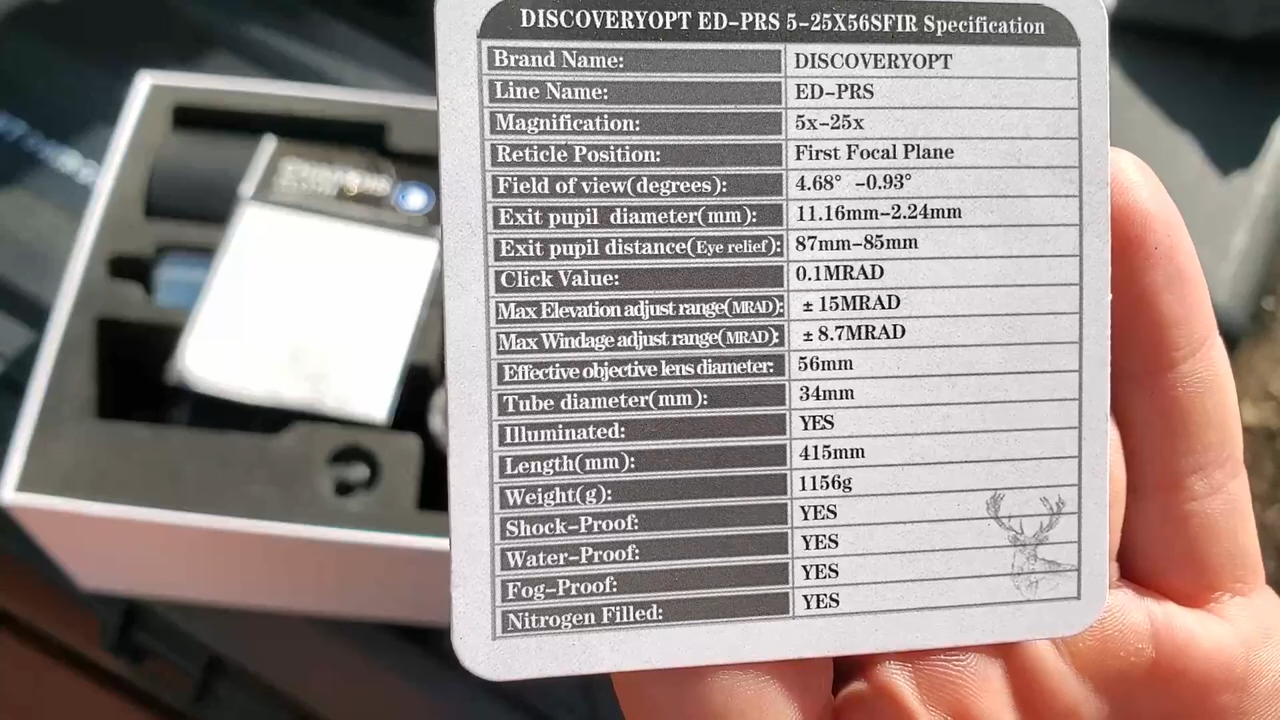 DISCOVERYOPT ED-PRS 5-25X56SFIR Specification
Brand Name: DISCOVERYOPT
Line Name: ED-PRS
Magnification: 5x-25x
Reticle Position: First Focal Plane
Field of view(degrees): 4.68° -0.93°
Exit pupil diameter(mm): 11.16mm-2.24mm
Exit pupil distance(Eye relief): 87mm-85mm
Click Value: 0.1MRAD
Max Elevation adjust range(MRAD): ±15MRAD
Max Windage adjust range(MRAD): ±8.7MRAD
Effective objective lens diameter: 56mm
Tube diameter(mm): 34mm
Illuminated: YES
Length(mm): 415mm
Weight(g): 1156g
Shock-Proof: YES
Water-Proof: YES
Fog-Proof: YES
Nitrogen Filled: YES